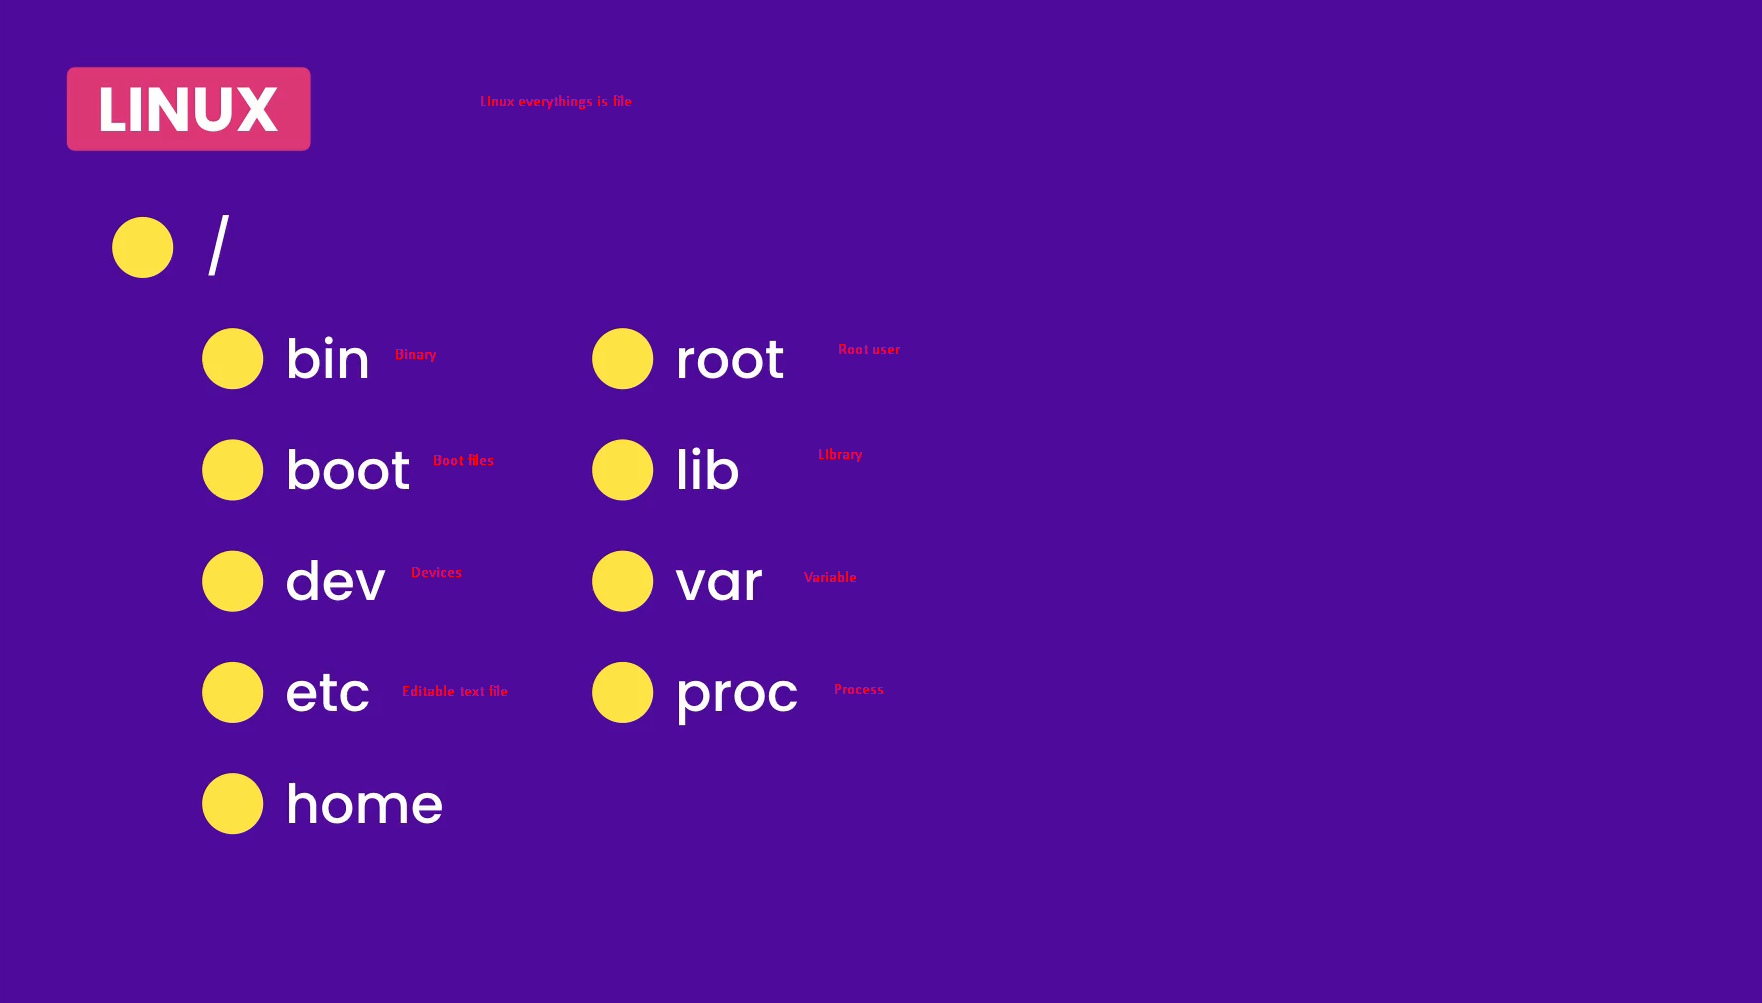 LINUX
LInux everythings is file
/
bin Binary
boot Boot files
dev Devices
etc Editable text file
home
root Root user
lib LIbrary
var Variable
proc Process